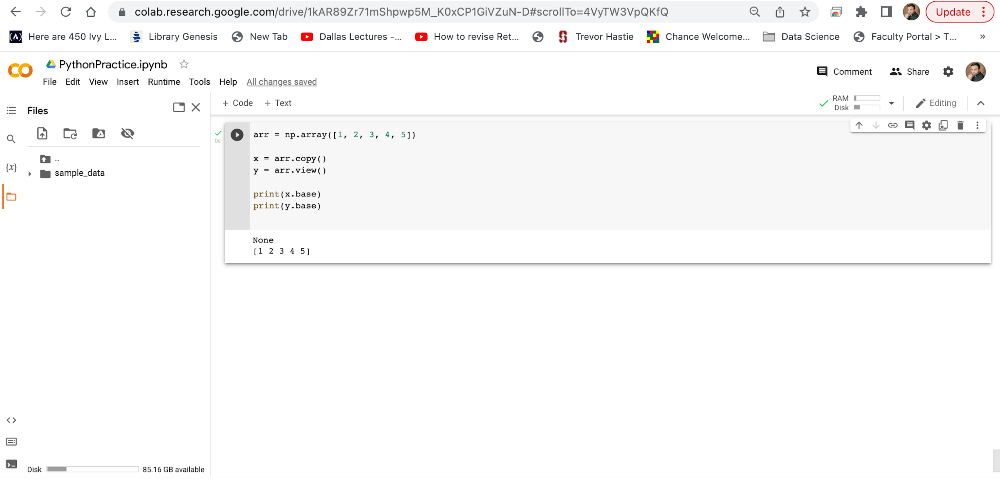 colab.research.google.com/drive/1kAR89Zr71mShpwp5M_K0xCP1GiVZuN-D#scrollTo=4VyTW3VpQKfQ
Update
Here are 450 Ivy L...
Library Genesis
New Tab
Dallas Lectures -...
How to revise Ret...
Trevor Hastie
Chance Welcome...
Data Science
Faculty Portal > T...
»
PythonPractice.ipynb
File Edit View Insert Runtime Tools Help All changes saved
Comment
Share
Files
+ Code + Text
RAM
Disk
Editing
..
sample_data
{x}
0s
arr = np.array([1, 2, 3, 4, 5])
x = arr.copy()
y = arr.view()
print(x.base)
print(y.base)
None
[1 2 3 4 5]
Disk 85.16 GB available